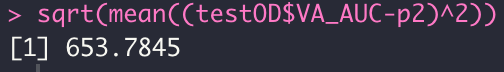 > sqrt(mean((testOD$VA_AUC-p2)^2))
[1] 653.7845